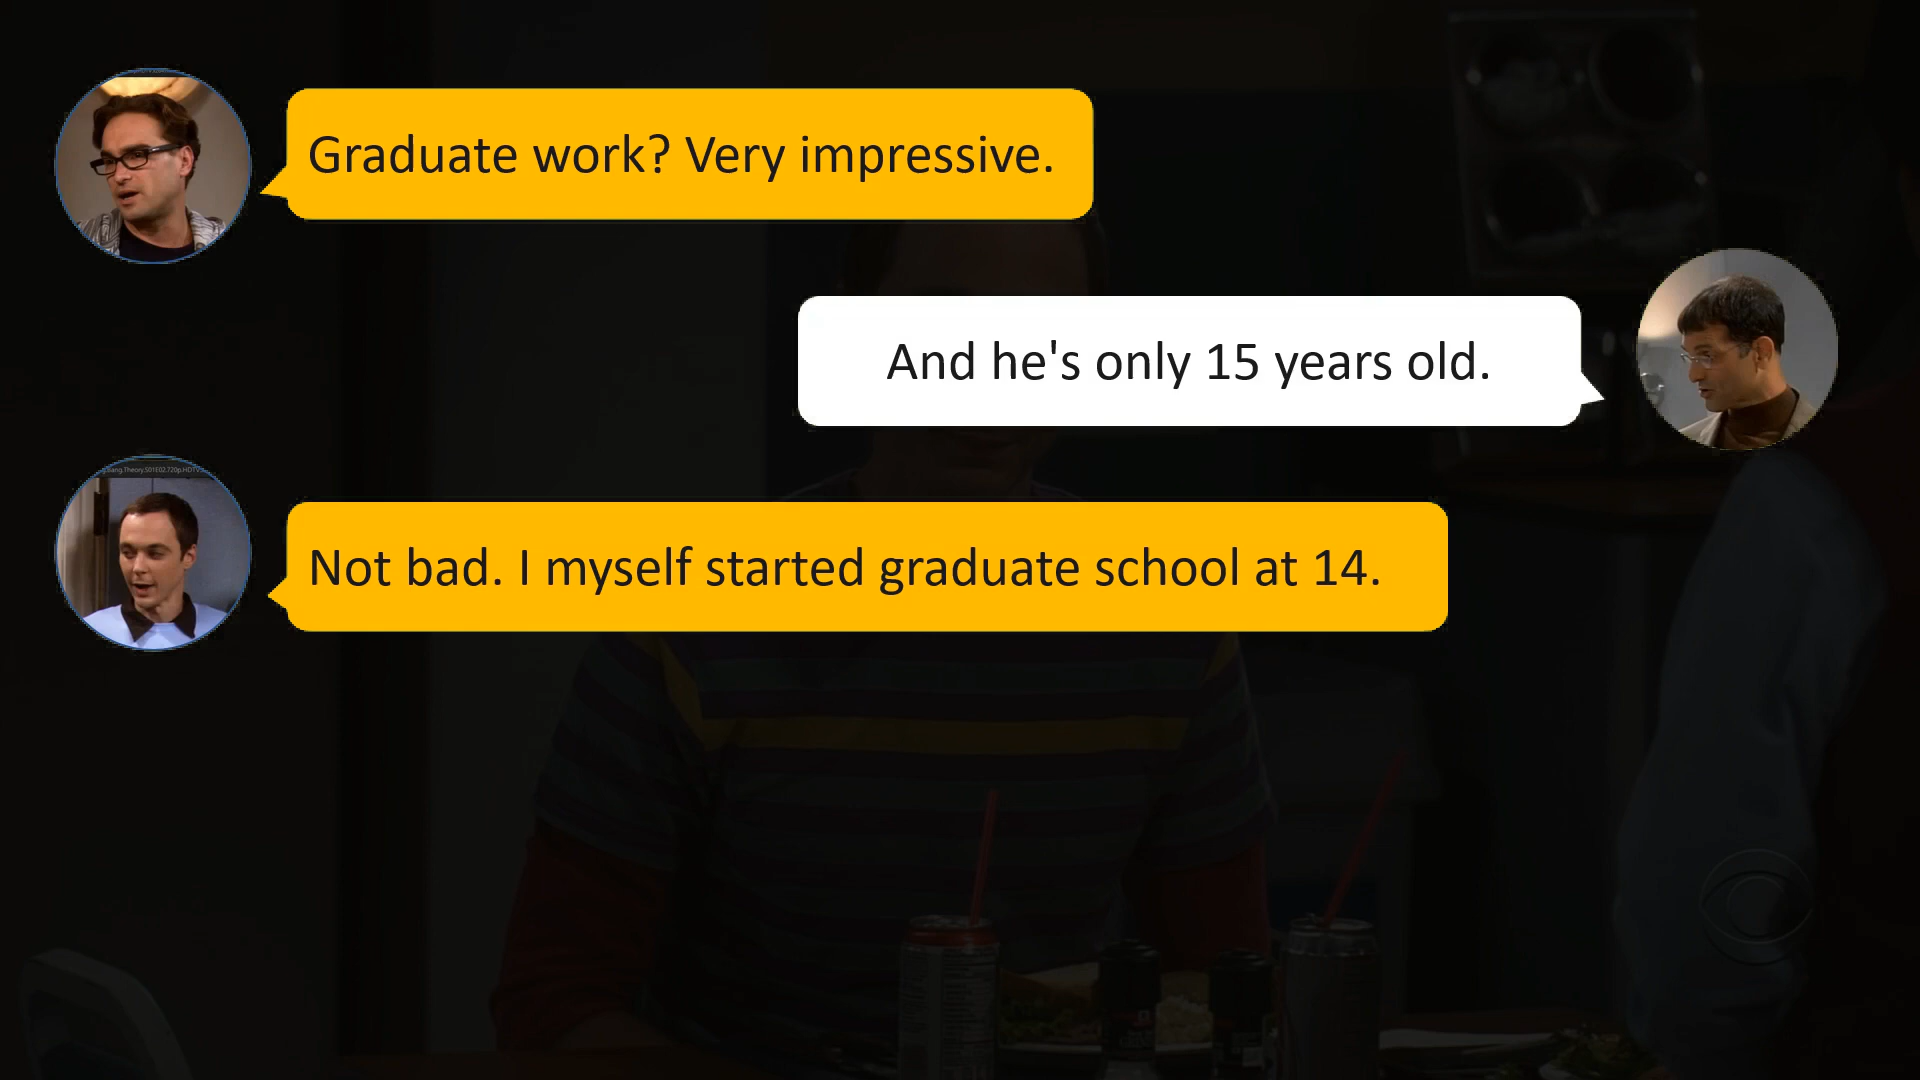 Graduate work? Very impressive.
And he's only 15 years old.
Not bad. I myself started graduate school at 14.